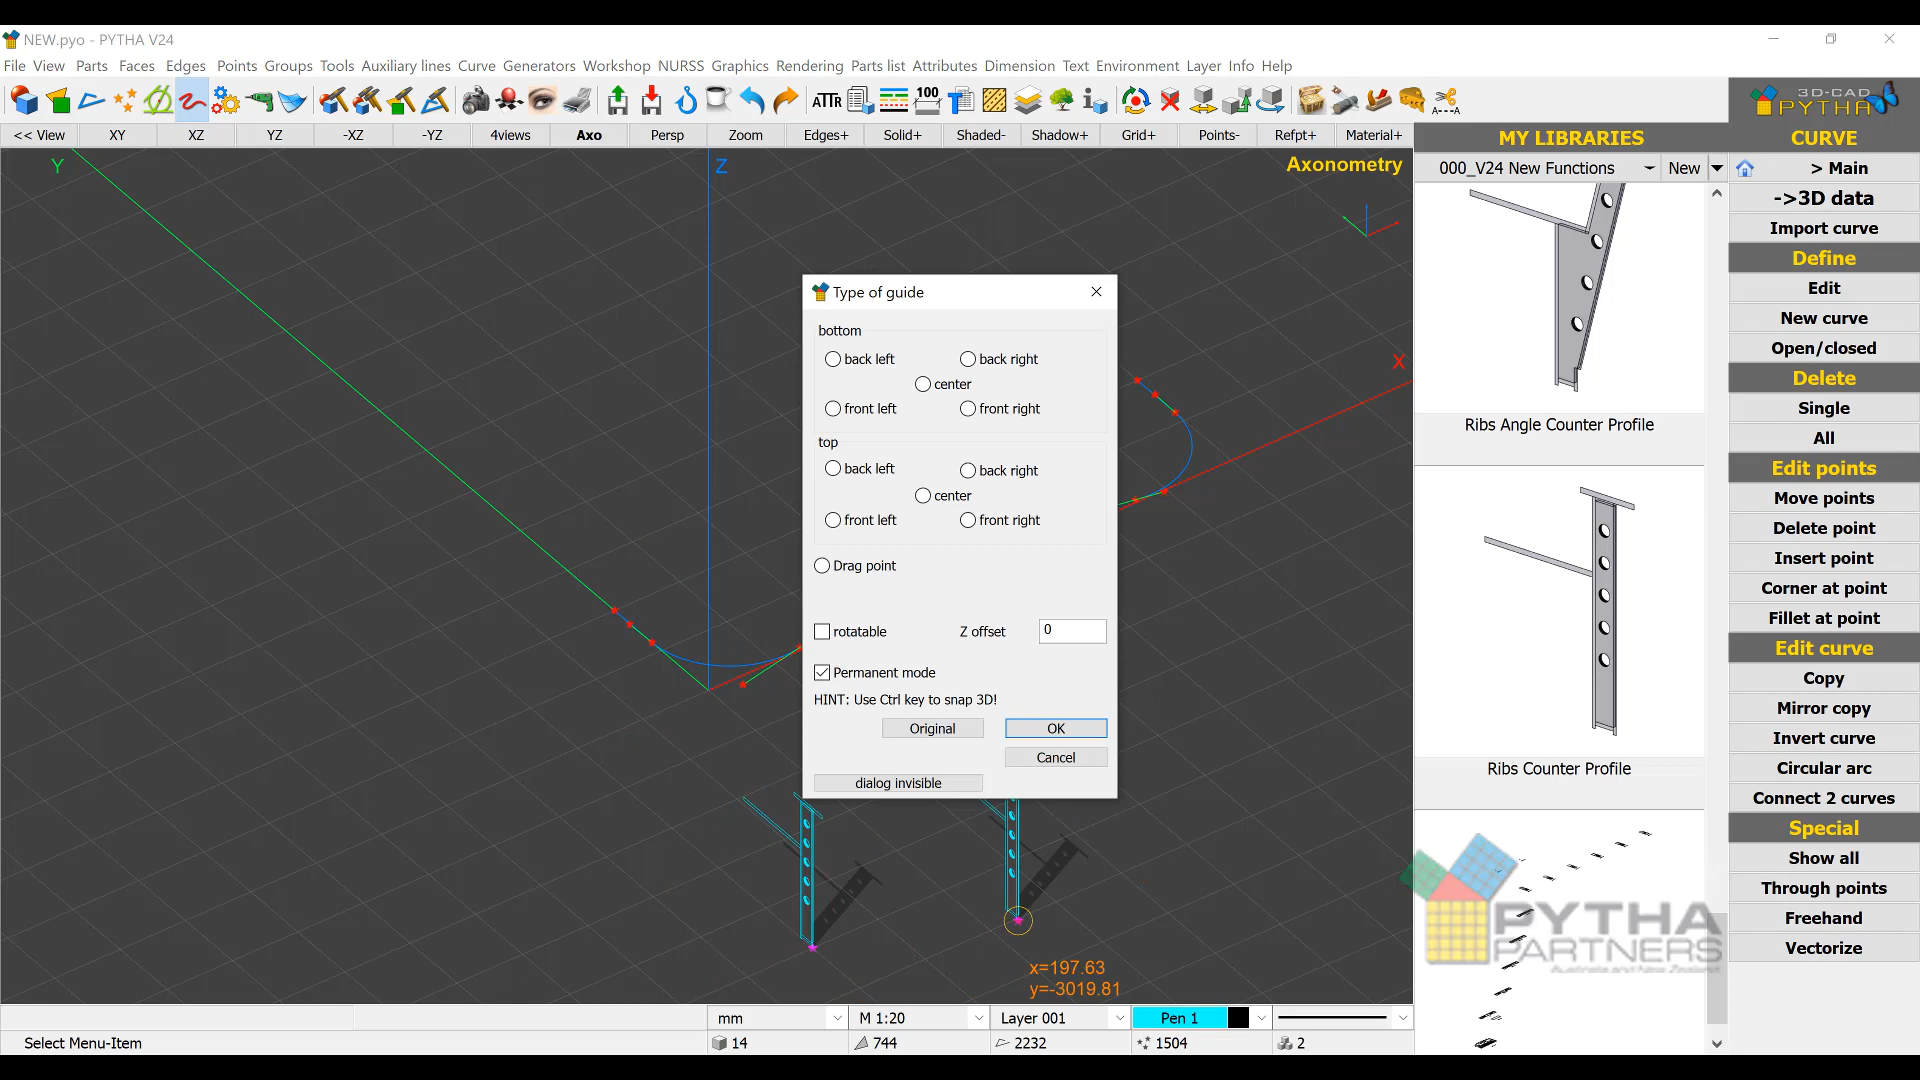 NEW.pyo - PYTHA V24
File View Parts Faces Edges Points Groups Tools Auxiliary lines Curve Generators Workshop NURSS Graphics Rendering Parts list Attributes Dimension Text Environment Layer Info Help
ATTR 100 A---A
3D-CAD
PYTHA
<< View XY XZ YZ -XZ -YZ 4views Axo Persp Zoom Edges+ Solid+ Shaded- Shadow+ Grid+ Points- Refpt+ Material+
MY LIBRARIES
CURVE
000_V24 New Functions New
> Main
Y
Z
Axonometry
X
->3D data
Import curve
Define
Edit
New curve
Open/closed
Delete
Single
All
Edit points
Move points
Delete point
Insert point
Corner at point
Fillet at point
Edit curve
Copy
Mirror copy
Invert curve
Circular arc
Connect 2 curves
Special
Show all
Through points
Freehand
Vectorize
Ribs Angle Counter Profile
Ribs Counter Profile
PYTHA
PARTNERS
Australia and New Zealand
Type of guide
bottom
back left back right
center
front left front right
top
back left back right
center
front left front right
Drag point
rotatable Z offset 0
Permanent mode
HINT: Use Ctrl key to snap 3D!
Original OK
Cancel
dialog invisible
x=197.63
y=-3019.81
mm M 1:20 Layer 001 Pen 1
Select Menu-Item 14 744 2232 1504 2